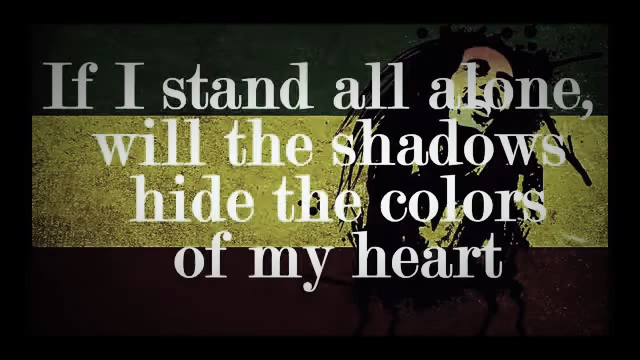 If I stand all alone,
will the shadows
hide the colors
of my heart